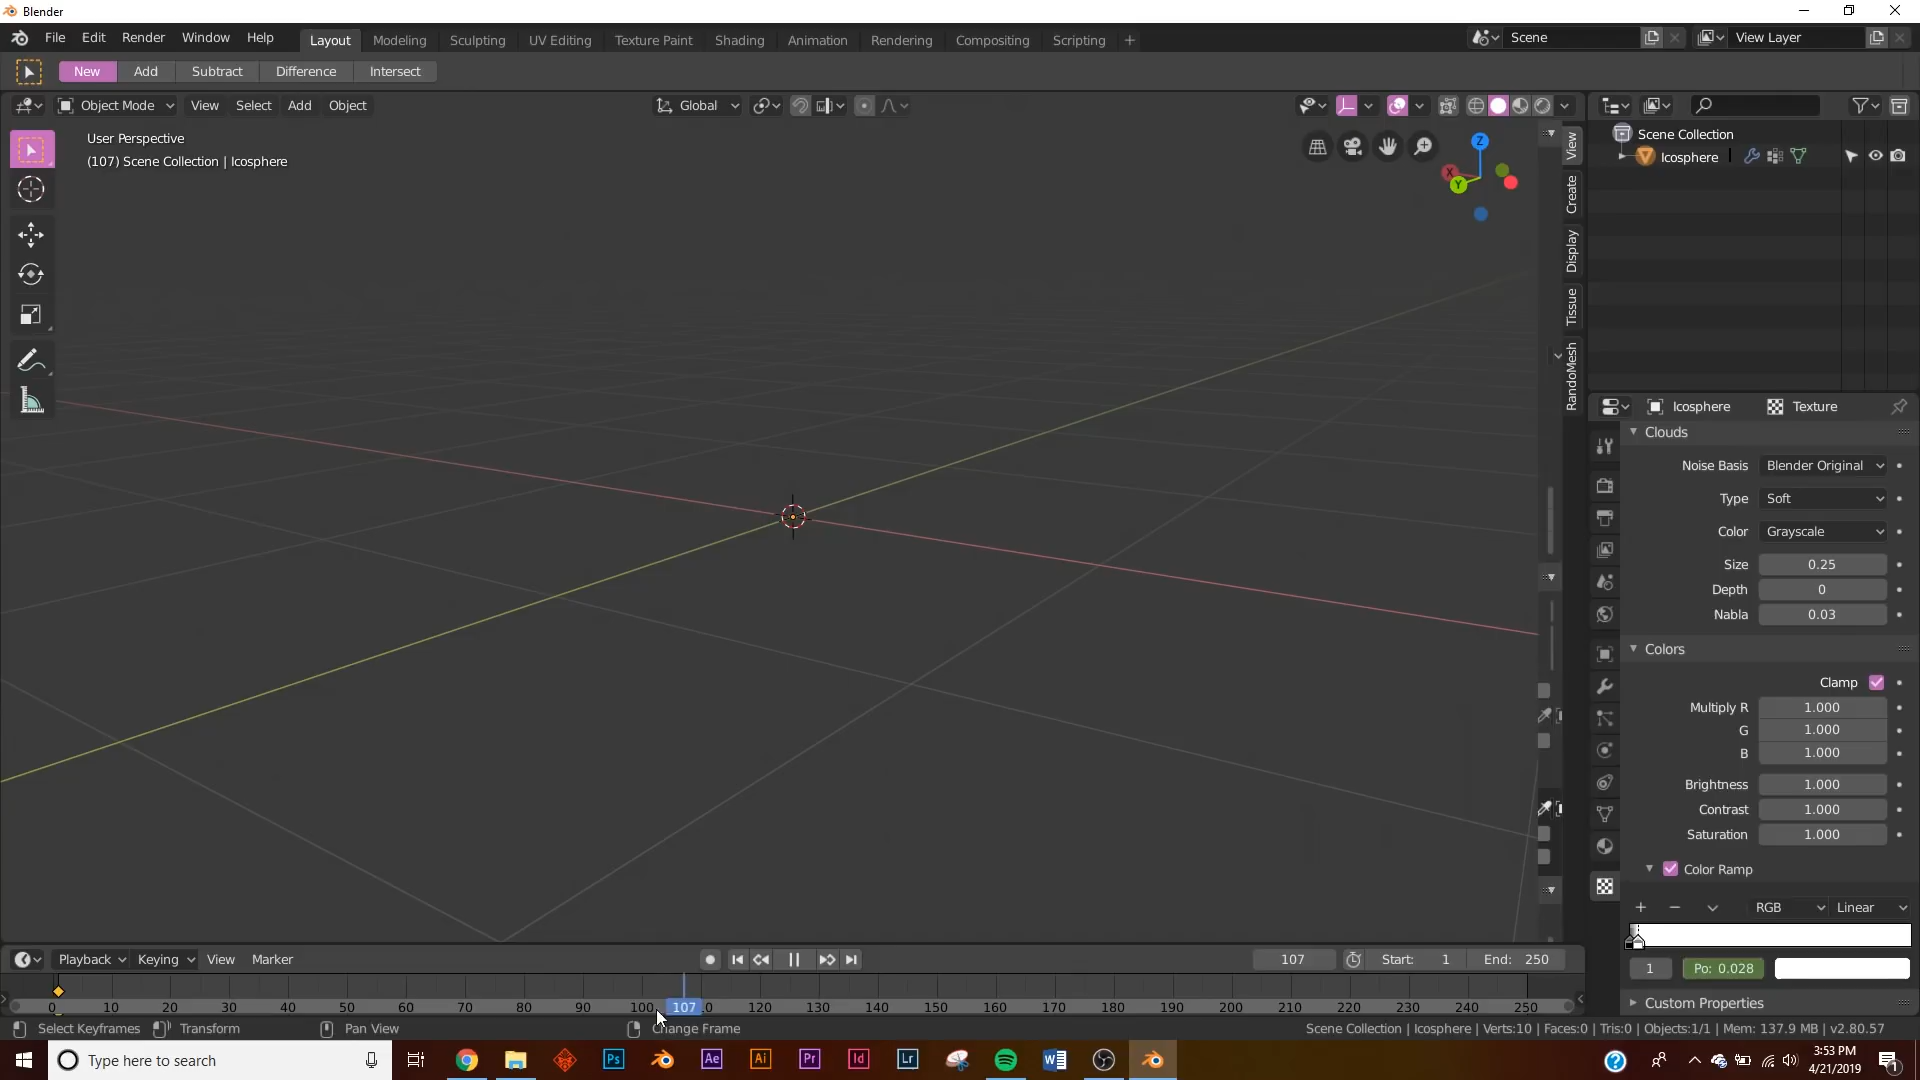 Blender
File Edit Render Window Help Layout Modeling Sculpting UV Editing Texture Paint Shading Animation Rendering Compositing Scripting + Scene View Layer
New Add Subtract Difference Intersect
Object Mode View Select Add Object Global
User Perspective
(107) Scene Collection | Icosphere
Z
X
Y
View
Create
Display
Tissue
RandoMesh
Scene Collection
Icosphere
Icosphere Texture
Clouds
Noise Basis Blender Original
Type Soft
Color Grayscale
Size 0.25
Depth 0
Nabla 0.03
Colors
Clamp
Multiply R 1.000
G 1.000
B 1.000
Brightness 1.000
Contrast 1.000
Saturation 1.000
Color Ramp
+ − RGB Linear
1 Po: 0.028
Custom Properties
Playback Keying View Marker 107 Start: 1 End: 250
0 10 20 30 40 50 60 70 80 90 100 107 120 130 140 150 160 170 180 190 200 210 220 230 240 250
Select Keyframes Transform Pan View Change Frame Scene Collection | Icosphere | Verts:10 | Faces:0 | Tris:0 | Objects:1/1 | Mem: 137.9 MB | v2.80.57
Type here to search Ps Ae Ai Pr Id Lr
3:53 PM
4/21/2019
1